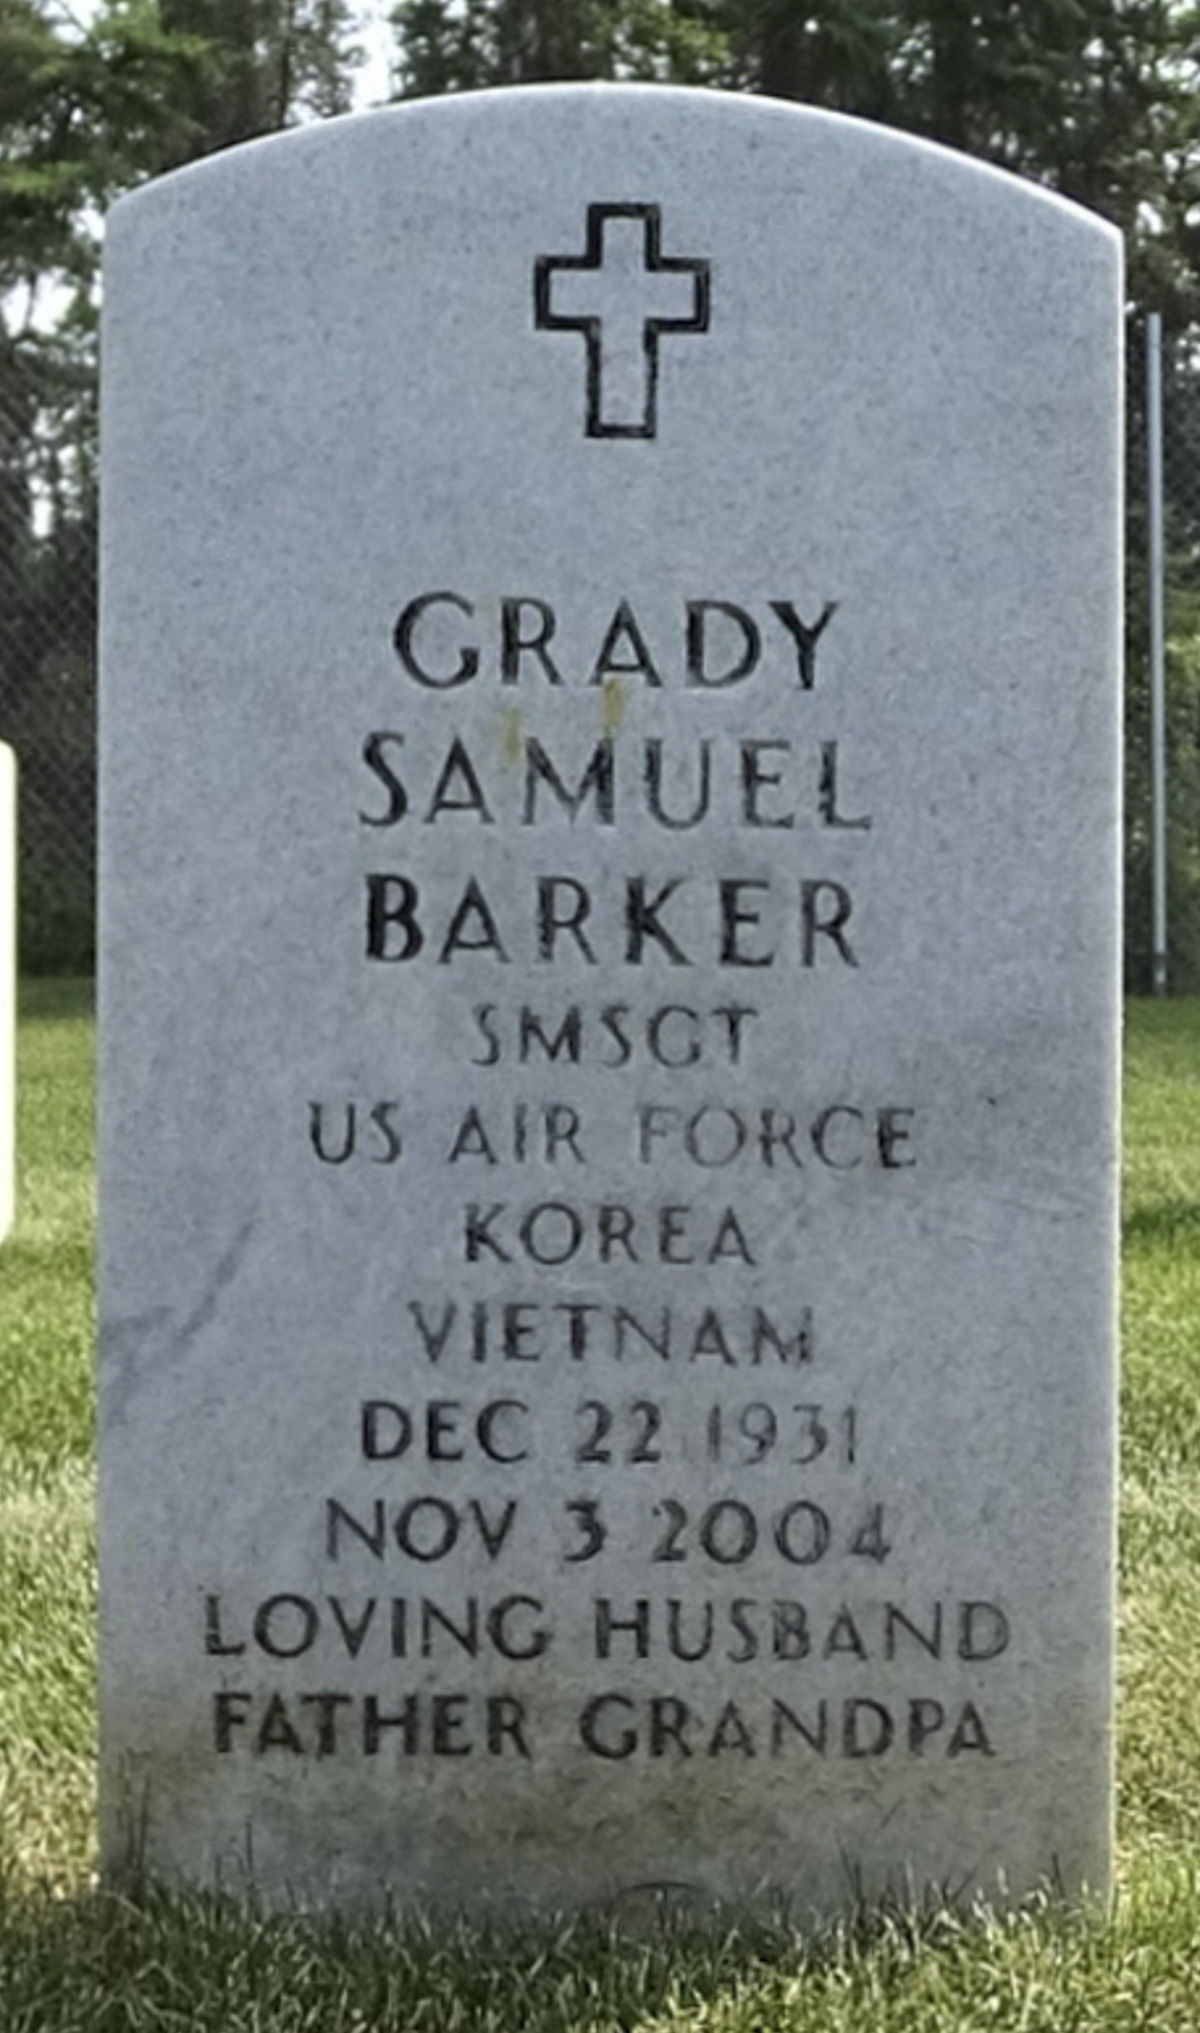 GRADY
SAMUEL
BARKER
SMSGT
US AIR FORCE
KOREA
VIETNAM
DEC 22 1931
NOV 3 2004
LOVING HUSBAND
FATHER GRANDPA